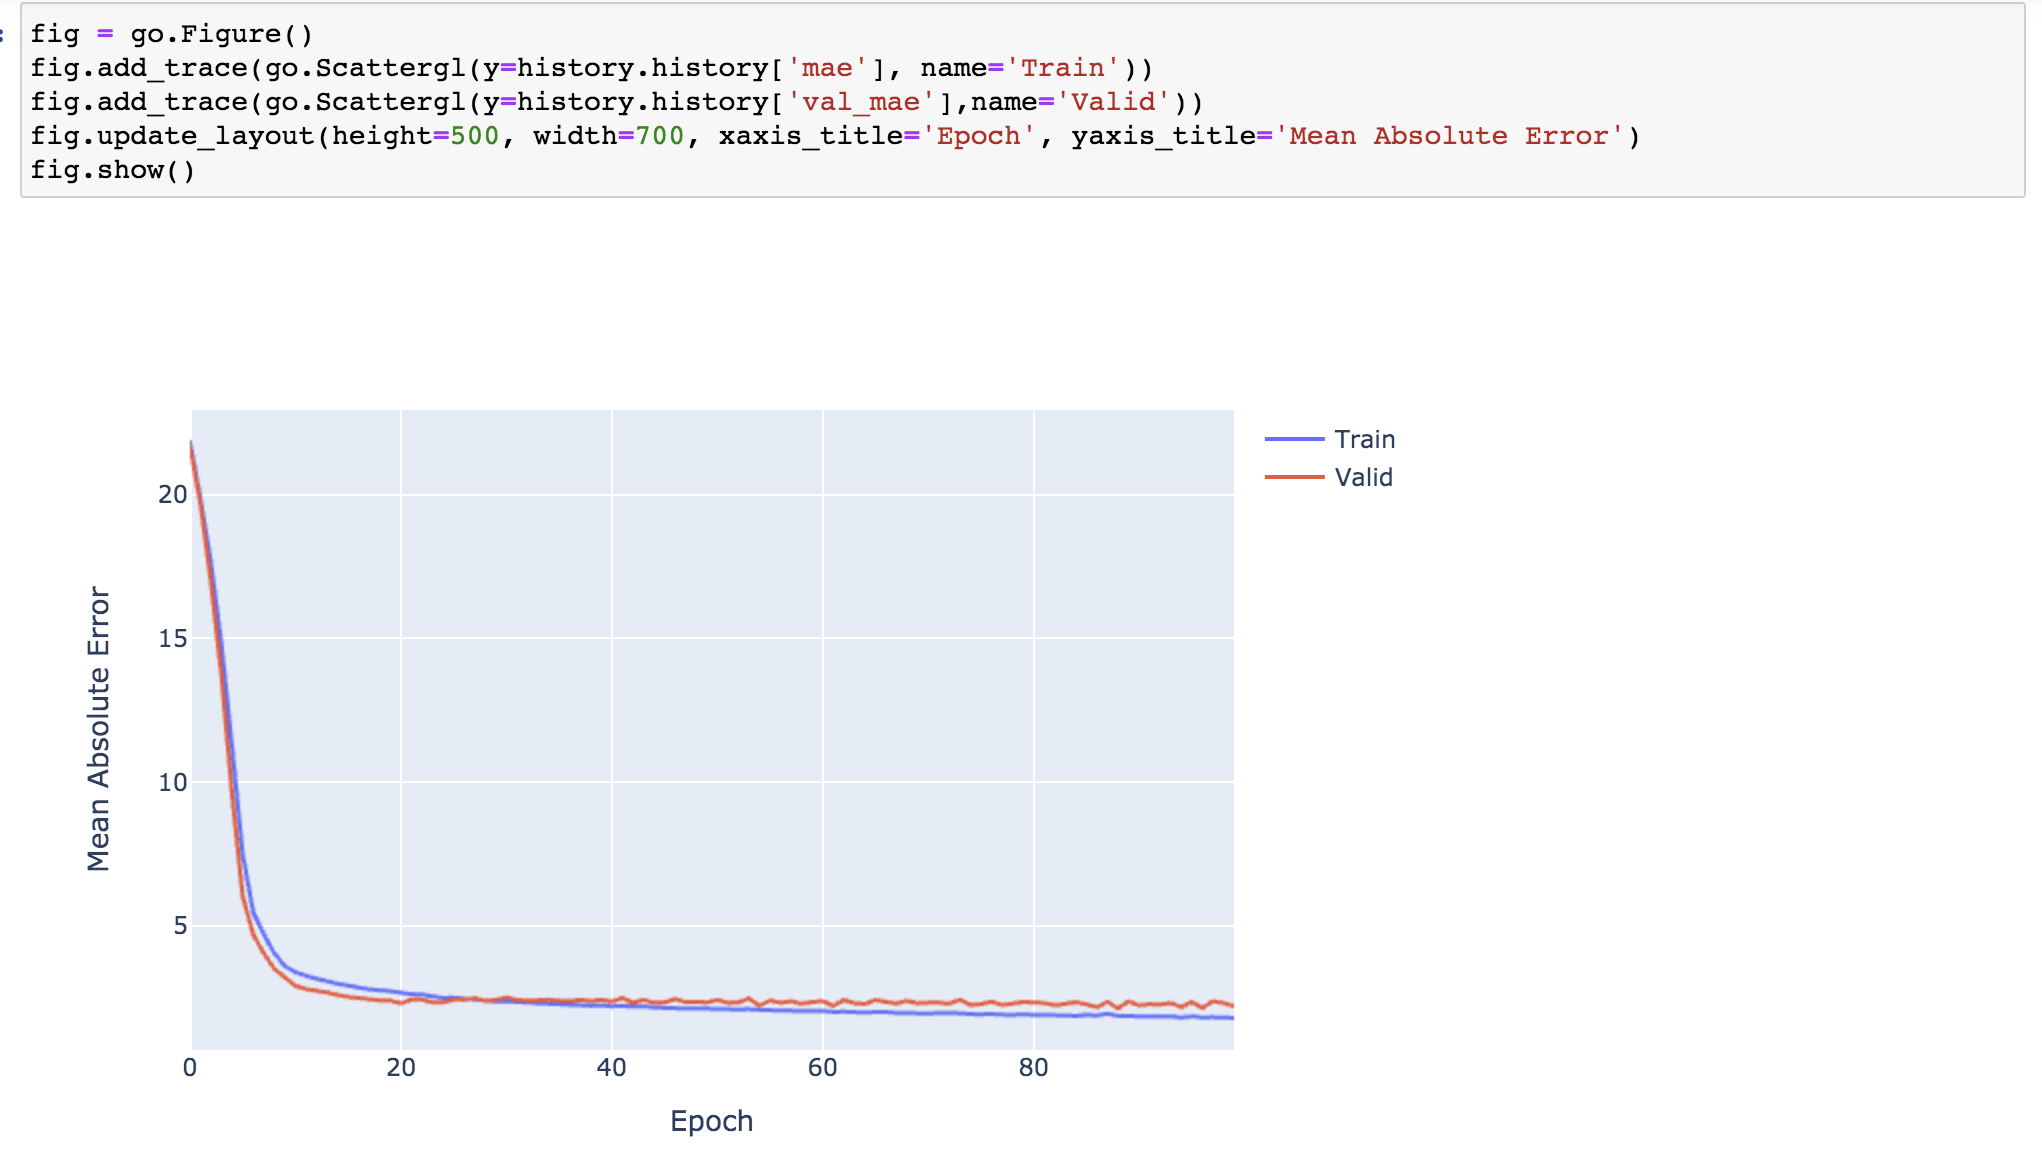 fig = go.Figure()
fig.add_trace(go.Scattergl(y=history.history['mae'], name='Train'))
fig.add_trace(go.Scattergl(y=history.history['val_mae'],name='Valid'))
fig.update_layout(height=500, width=700, xaxis_title='Epoch', yaxis_title='Mean Absolute Error')
fig.show()
Train
Valid
20
15
10
5
Mean Absolute Error
0 20 40 60 80
Epoch